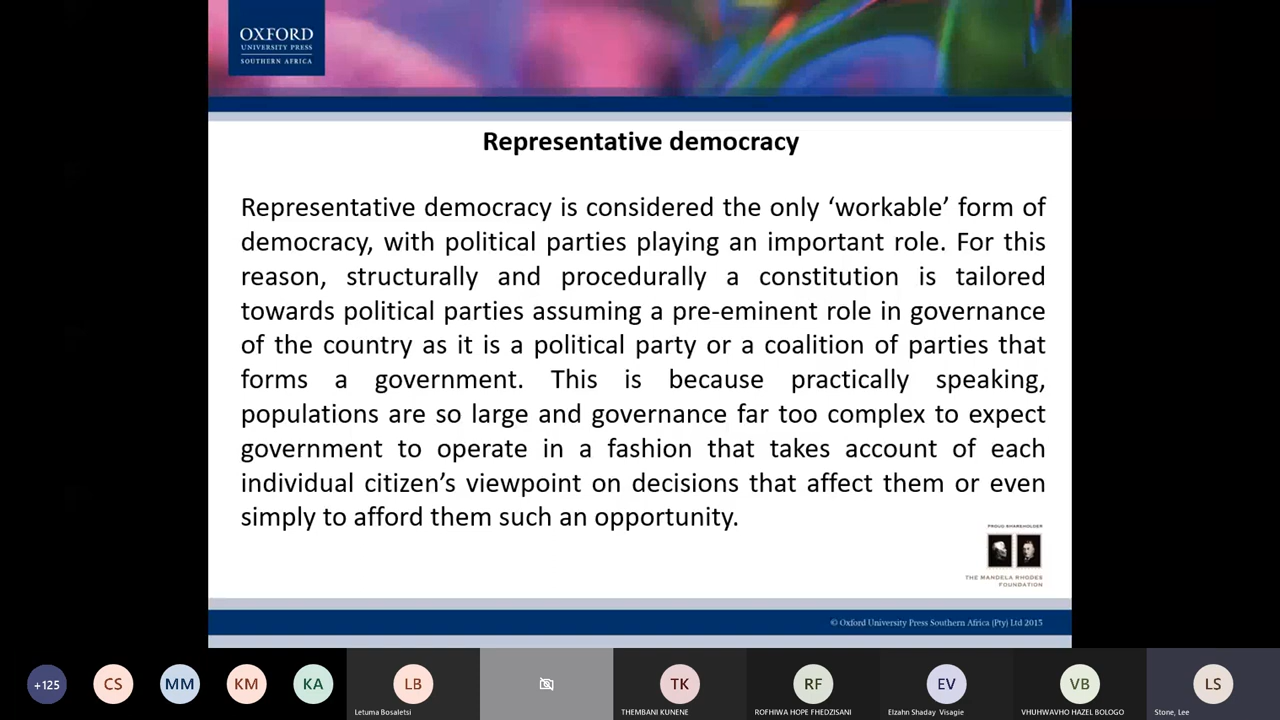 OXFORD
UNIVERSITY PRESS
SOUTHERN AFRICA
Representative democracy
Representative democracy is considered the only ‘workable’ form of
democracy, with political parties playing an important role. For this
reason, structurally and procedurally a constitution is tailored
towards political parties assuming a pre-eminent role in governance
of the country as it is a political party or a coalition of parties that
forms a government. This is because practically speaking,
populations are so large and governance far too complex to expect
government to operate in a fashion that takes account of each
individual citizen’s viewpoint on decisions that affect them or even
simply to afford them such an opportunity.
PROUD SHAREHOLDER
THE MANDELA RHODES
FOUNDATION
© Oxford University Press Southern Africa (Pty) Ltd 2015
+125 CS MM KM KA LB TK RF EV VB LS
Letuma Bosaletsi THEMBANI KUNENE ROFHIWA HOPE FHEDZISANI Elzahn Shaday Visagie VHUHWAVHO HAZEL BOLOGO Stone, Lee